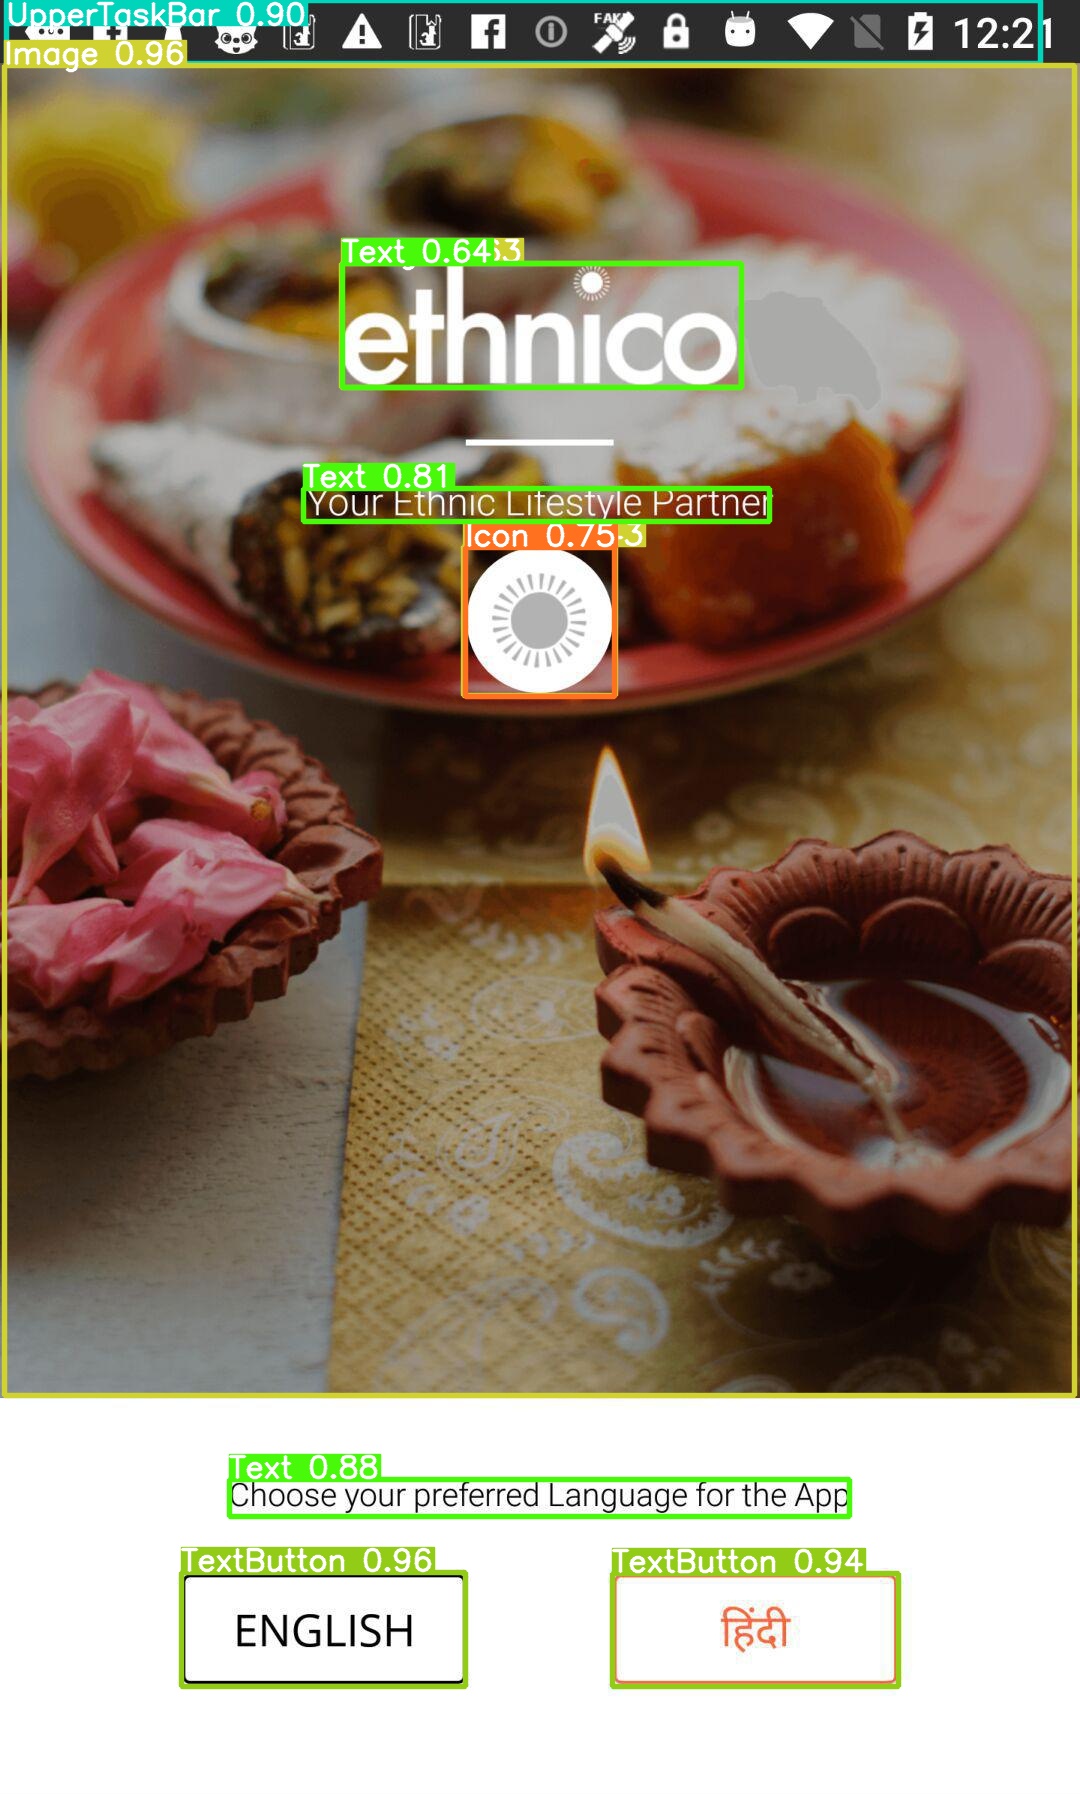 UpperTaskBar 0.90
FAKE
12:21
Image 0.96
Text 0.64
ethnico
Text 0.81
Your Ethnic Lifestyle Partner
Icon 0.75
Text 0.88
Choose your preferred Language for the App
TextButton 0.96
TextButton 0.94
ENGLISH
हिंदी